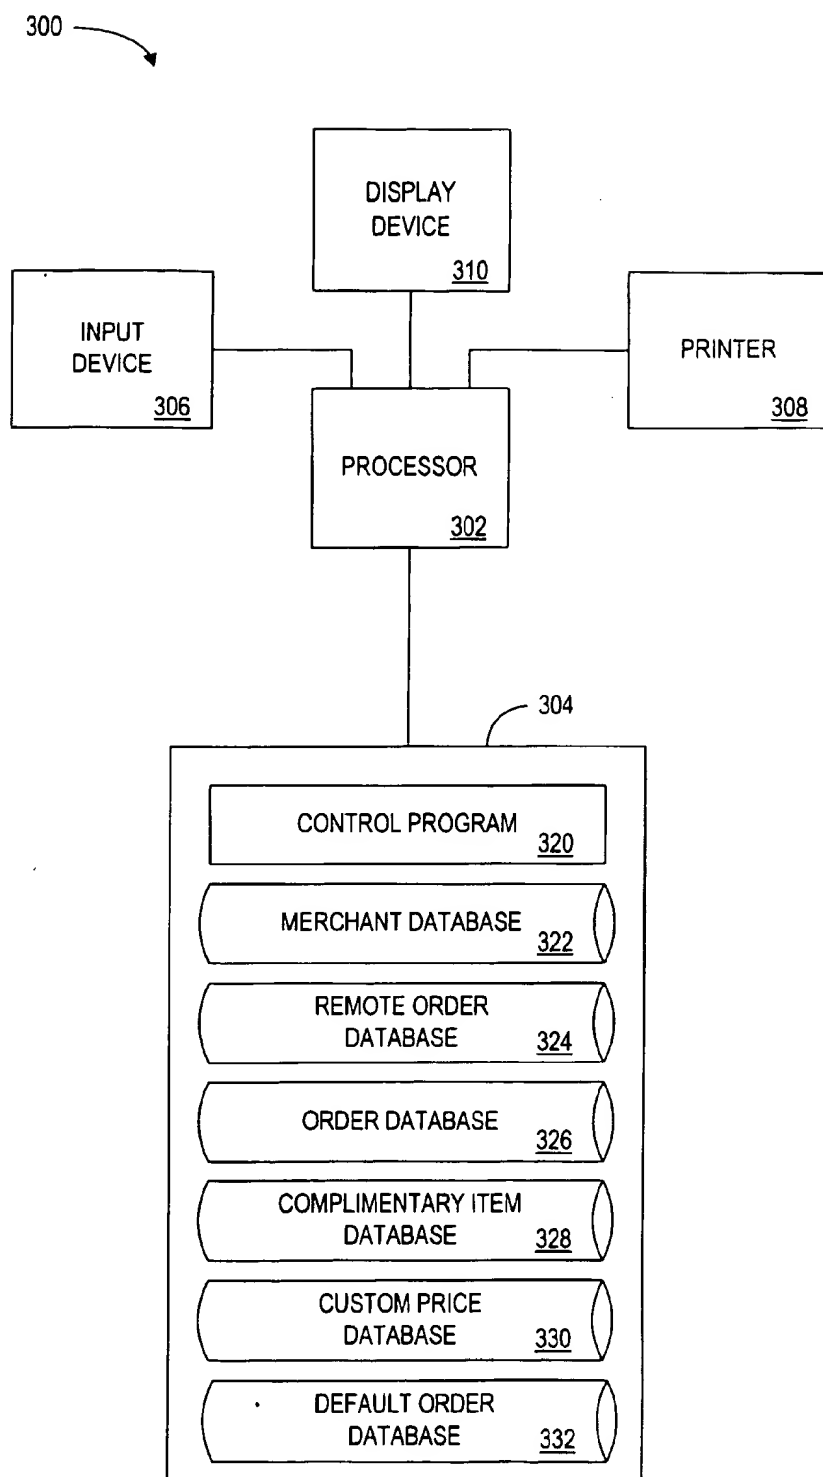 300
DISPLAY
DEVICE
310
INPUT
DEVICE
306
PRINTER
308
PROCESSOR
302
304
CONTROL PROGRAM
320
MERCHANT DATABASE
322
REMOTE ORDER
DATABASE
324
ORDER DATABASE
326
COMPLIMENTARY ITEM
DATABASE
328
CUSTOM PRICE
DATABASE
330
DEFAULT ORDER
DATABASE
332